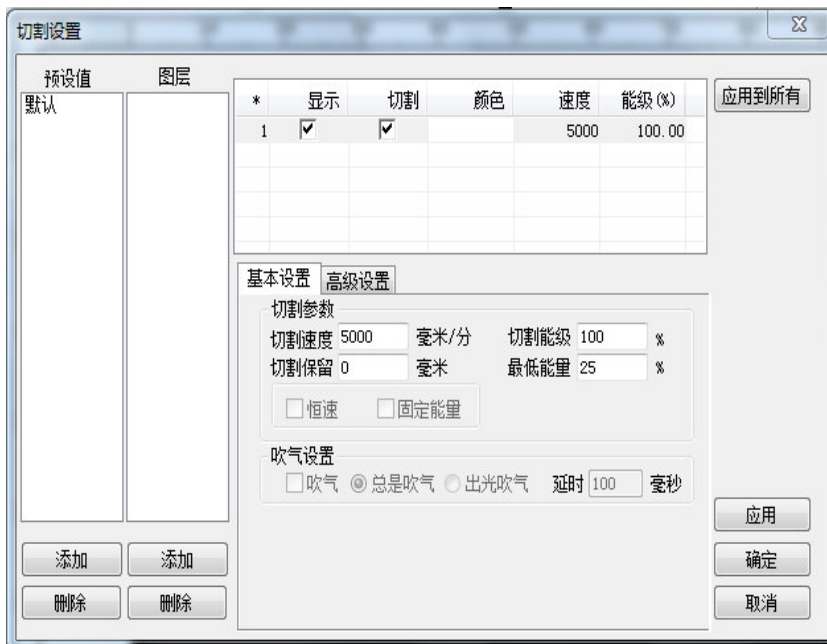 切割设置
预设值 图层
默认
* 显示 切割 颜色 速度 能级(%)
1 5000 100.00
应用到所有
基本设置 高级设置
切割参数
切割速度 5000 毫米/分 切割能级 100 %
切割保留 0 毫米 最低能量 25 %
恒速 固定能量
吹气设置
吹气 总是吹气 出光吹气 延时 100 毫秒
应用
添加 添加 确定
删除 删除 取消